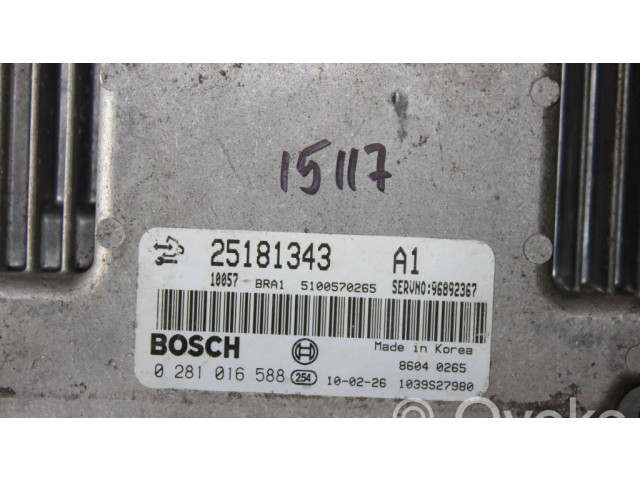 15117
25181343 A1
10057 BRA1 5100570265 SERVNO:96892367
BOSCH Made in Korea
8604 0265
0 281 016 588 254 10-02-26 1039S27980